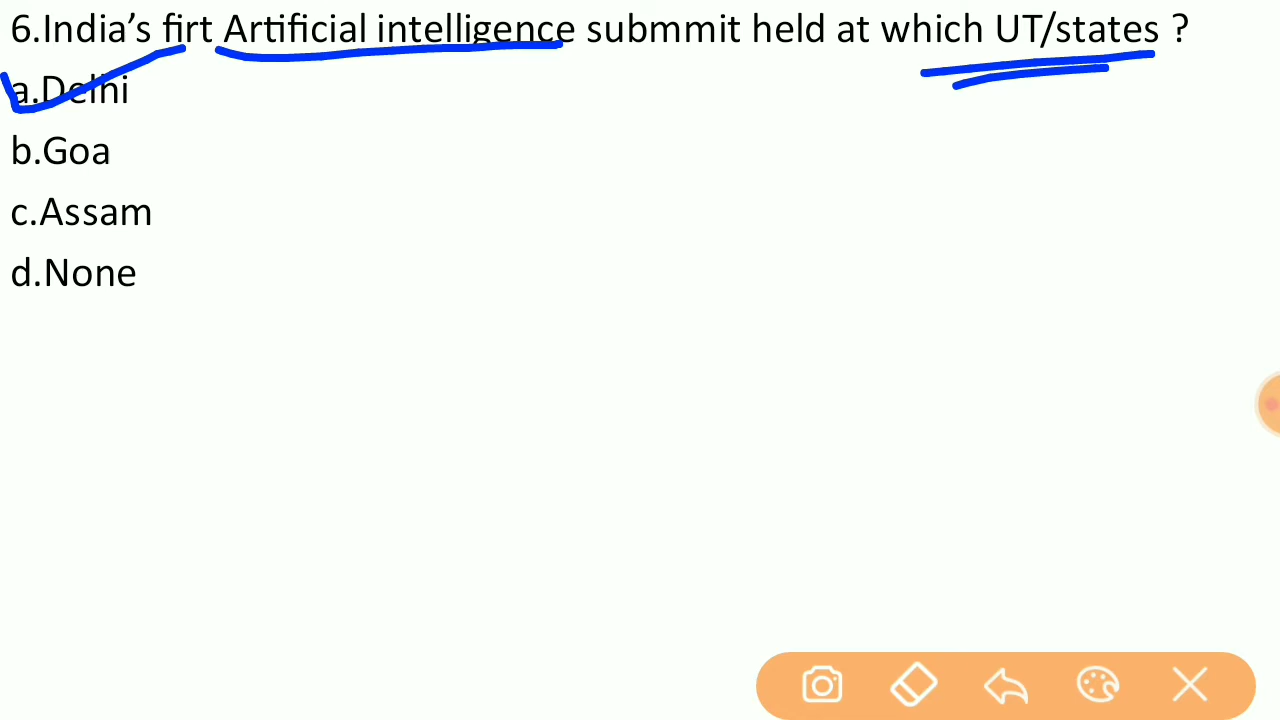 6.India’s firt Artificial intelligence submmit held at which UT/states ?
a.Delhi
b.Goa
c.Assam
d.None